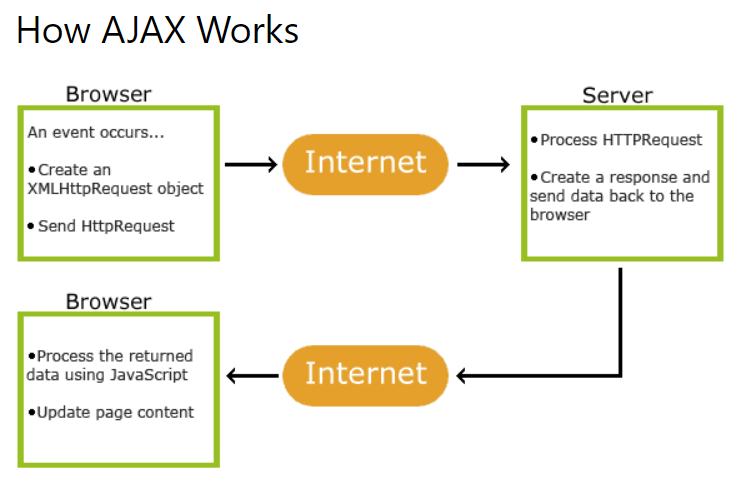 How AJAX Works
Browser
An event occurs...
•Create an
XMLHttpRequest object
• Send HttpRequest
Internet
Server
•Process HTTPRequest
•Create a response and
send data back to the
browser
Browser
•Process the returned
data using JavaScript
•Update page content
Internet